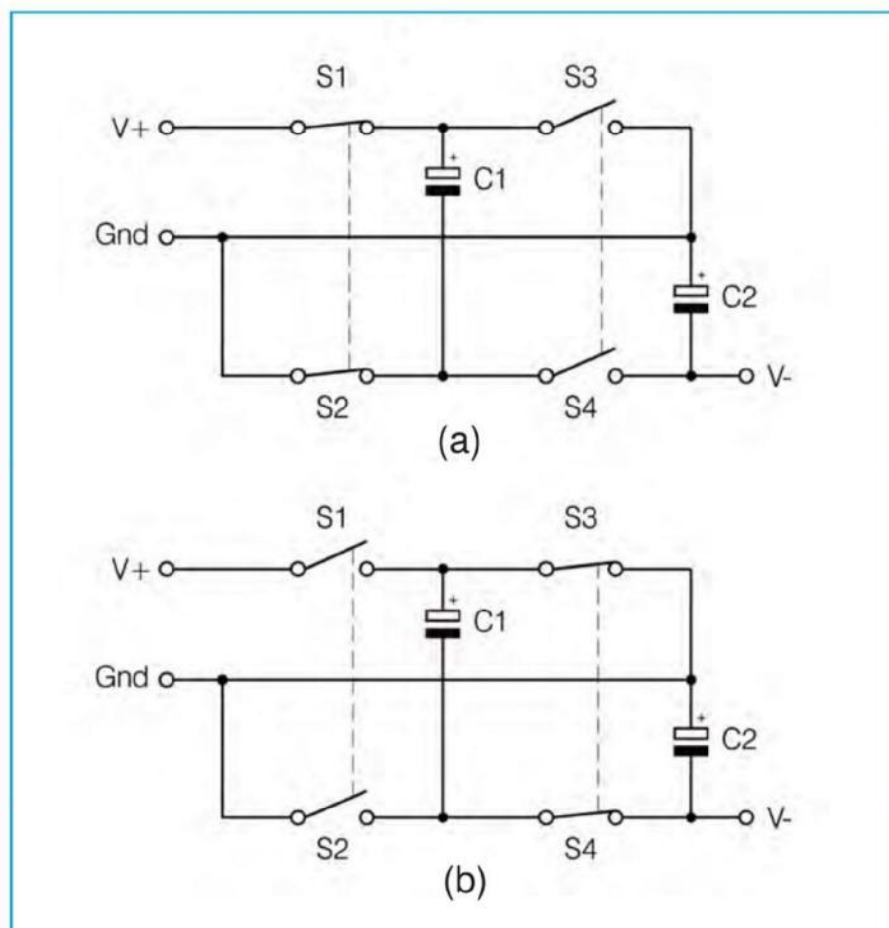 S1 S3
V+
+
C1
Gnd
+
C2
V-
S2 S4
(a)
S1 S3
V+
+
C1
Gnd
+
C2
V-
S2 S4
(b)